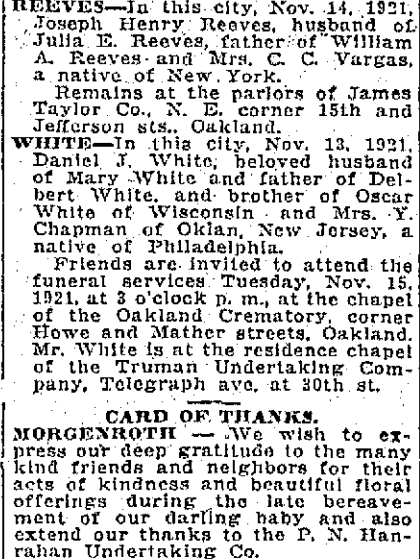 REEVES—In this city, Nov. 14, 1921,
Joseph Henry Reeves, husband of
Julia E. Reeves, father of William
A. Reeves and Mrs. C. C. Vargas,
a native of New York.
Remains at the parlors of James
Taylor Co., N. E. corner 15th and
Jefferson sts., Oakland.
WHITE—In this city, Nov. 13, 1921,
Daniel J. White, beloved husband
of Mary White and father of Del-
bert White, and brother of Oscar
White of Wisconsin and Mrs. Y.
Chapman of Oklan, New Jersey, a
native of Philadelphia.
Friends are invited to attend the
funeral services Tuesday, Nov. 15,
1921, at 3 o'clock p. m., at the chapel
of the Oakland Crematory, corner
Howe and Mather streets, Oakland.
Mr. White is at the residence chapel
of the Truman Undertaking Com-
pany, Telegraph ave. at 30th st.
CARD OF THANKS.
MORGENROTH — We wish to ex-
press our deep gratitude to the many
kind friends and neighbors for their
acts of kindness and beautiful floral
offerings during the late bereave-
ment of our darling baby and also
extend our thanks to the P. N. Han-
rahan Undertaking Co.